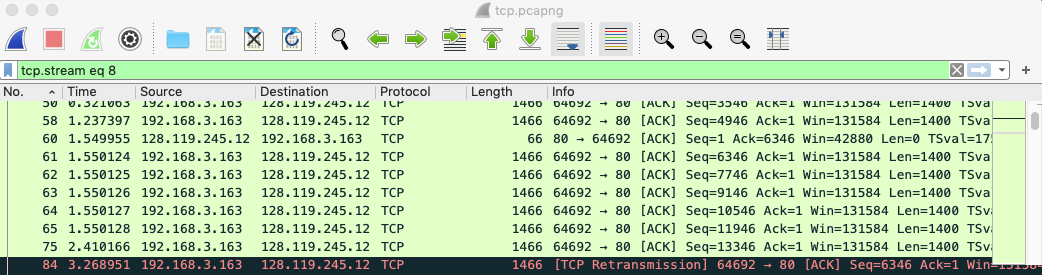 tcp.pcapng
tcp.stream eq 8
No. Time Source Destination Protocol Length Info
50 0.321063 192.168.3.163 128.119.245.12 TCP 1466 64692 → 80 [ACK] Seq=3546 Ack=1 Win=131584 Len=1400 TSva
58 1.237397 192.168.3.163 128.119.245.12 TCP 1466 64692 → 80 [ACK] Seq=4946 Ack=1 Win=131584 Len=1400 TSva
60 1.549955 128.119.245.12 192.168.3.163 TCP 66 80 → 64692 [ACK] Seq=1 Ack=6346 Win=42880 Len=0 TSval=17
61 1.550124 192.168.3.163 128.119.245.12 TCP 1466 64692 → 80 [ACK] Seq=6346 Ack=1 Win=131584 Len=1400 TSva
62 1.550125 192.168.3.163 128.119.245.12 TCP 1466 64692 → 80 [ACK] Seq=7746 Ack=1 Win=131584 Len=1400 TSva
63 1.550126 192.168.3.163 128.119.245.12 TCP 1466 64692 → 80 [ACK] Seq=9146 Ack=1 Win=131584 Len=1400 TSva
64 1.550127 192.168.3.163 128.119.245.12 TCP 1466 64692 → 80 [ACK] Seq=10546 Ack=1 Win=131584 Len=1400 TS
65 1.550128 192.168.3.163 128.119.245.12 TCP 1466 64692 → 80 [ACK] Seq=11946 Ack=1 Win=131584 Len=1400 TS
75 2.410166 192.168.3.163 128.119.245.12 TCP 1466 64692 → 80 [ACK] Seq=13346 Ack=1 Win=131584 Len=1400 TS
84 3.268951 192.168.3.163 128.119.245.12 TCP 1466 [TCP Retransmission] 64692 → 80 [ACK] Seq=6346 Ack=1 Win=131584